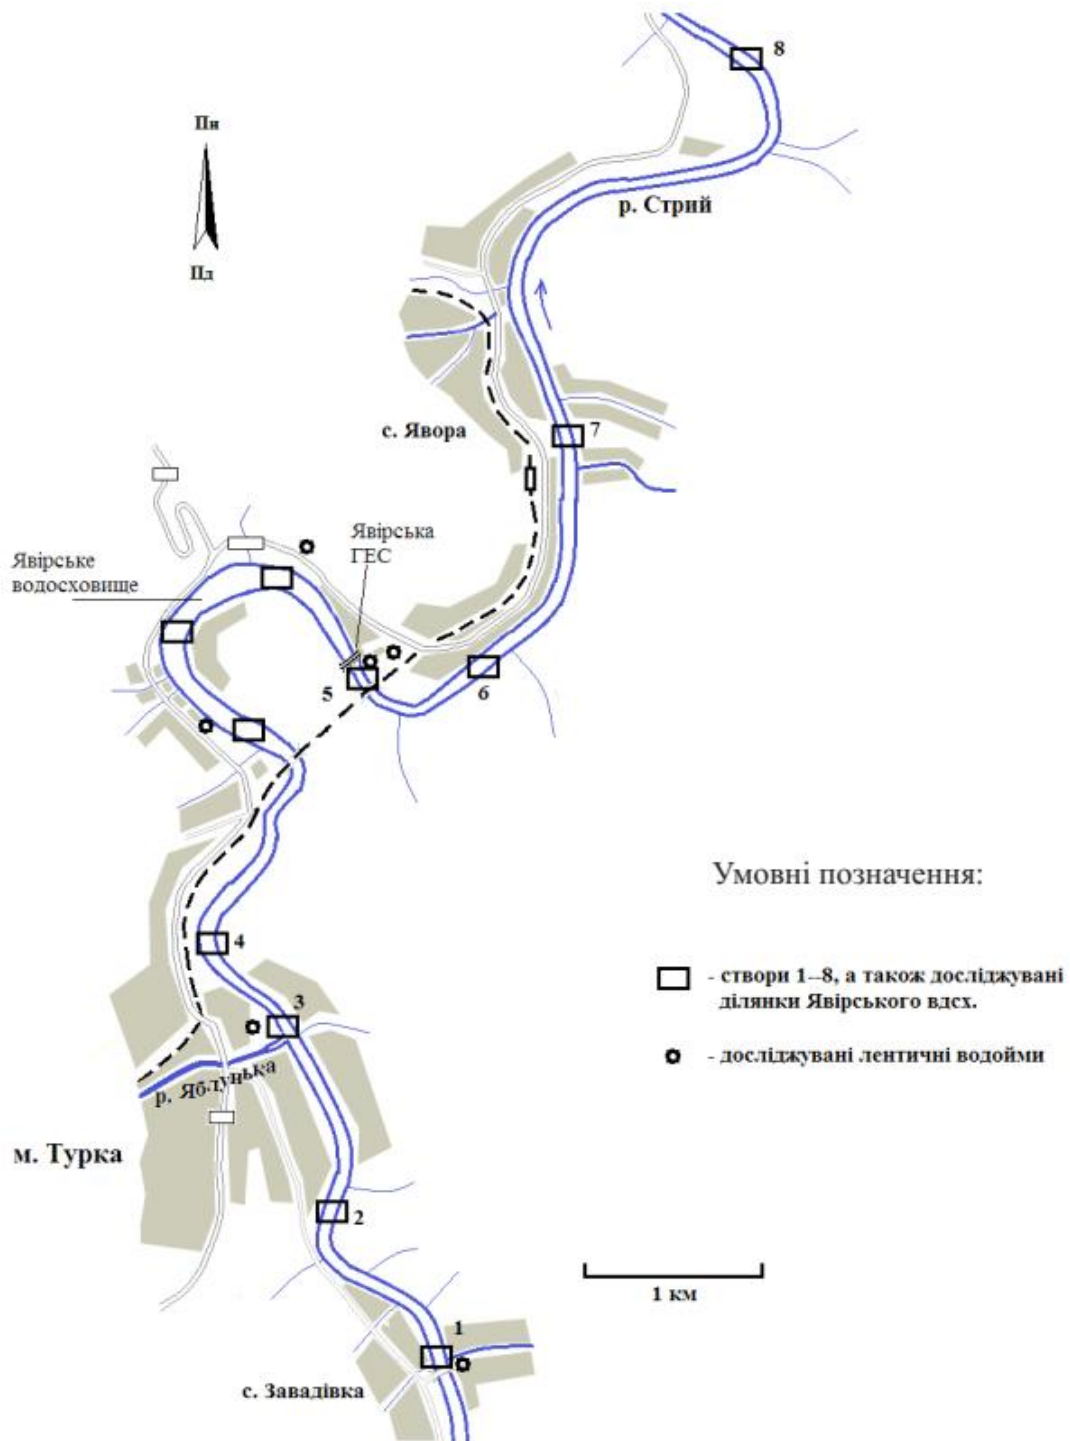 8
Пн
р. Стрий
Пд
7
с. Явора
Явірська
ГЕС
Явірське
водосховище
5
6
Умовні позначення:
4
- створи 1--8, а також досліджувані
ділянки Явірського вдсх.
3
- досліджувані лентичні водойми
р. Яблунька
м. Турка
2
1 км
1
с. Завадівка